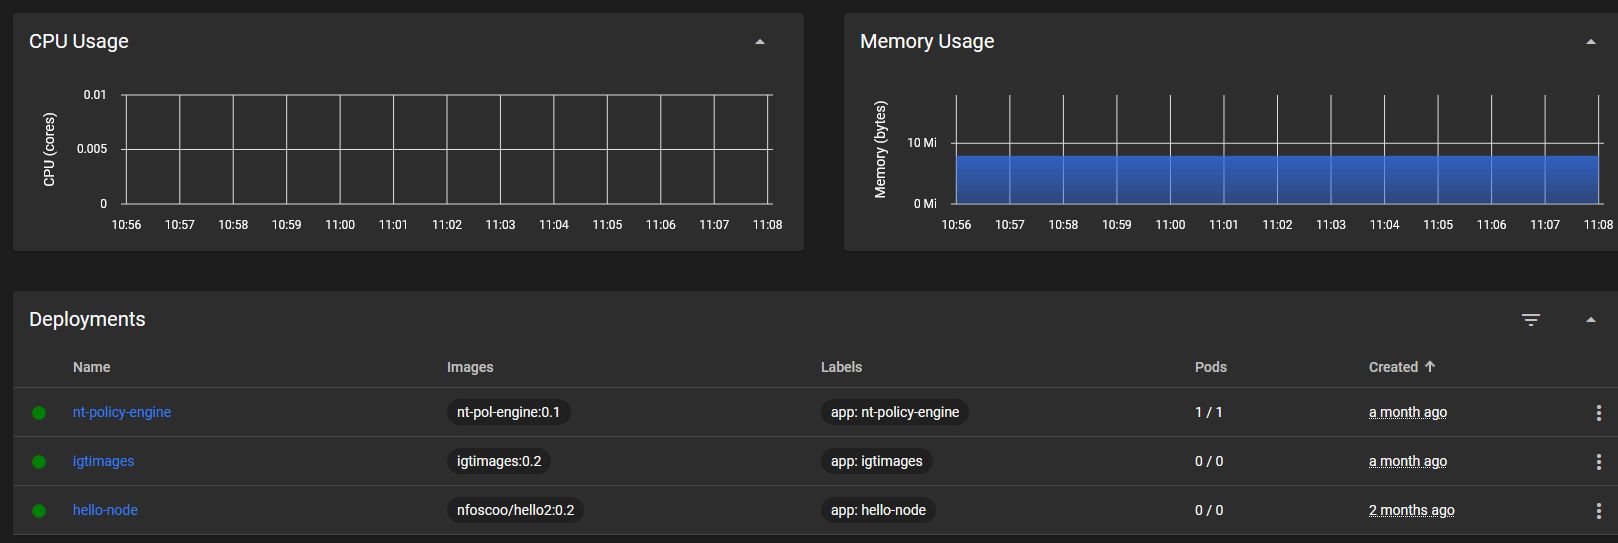 CPU Usage
CPU (cores)
0.01
0.005
0
10:56 10:57 10:58 10:59 11:00 11:01 11:02 11:03 11:04 11:05 11:06 11:07 11:08
Memory Usage
Memory (bytes)
10 Mi
0 Mi
10:56 10:57 10:58 10:59 11:00 11:01 11:02 11:03 11:04 11:05 11:06 11:07 11:08
Deployments
Name Images Labels Pods Created
nt-policy-engine nt-pol-engine:0.1 app: nt-policy-engine 1 / 1 a month ago
igtimages igtimages:0.2 app: igtimages 0 / 0 a month ago
hello-node nfoscoo/hello2:0.2 app: hello-node 0 / 0 2 months ago